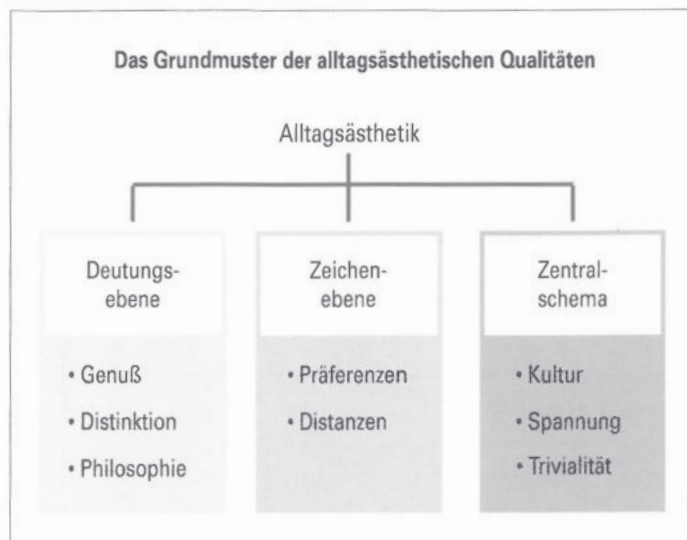 Das Grundmuster der alltagsästhetischen Qualitäten
Alltagsästhetik
Deutungs-
ebene
• Genuß
• Distinktion
• Philosophie
Zeichen-
ebene
• Präferenzen
• Distanzen
Zentral-
schema
• Kultur
• Spannung
• Trivialität